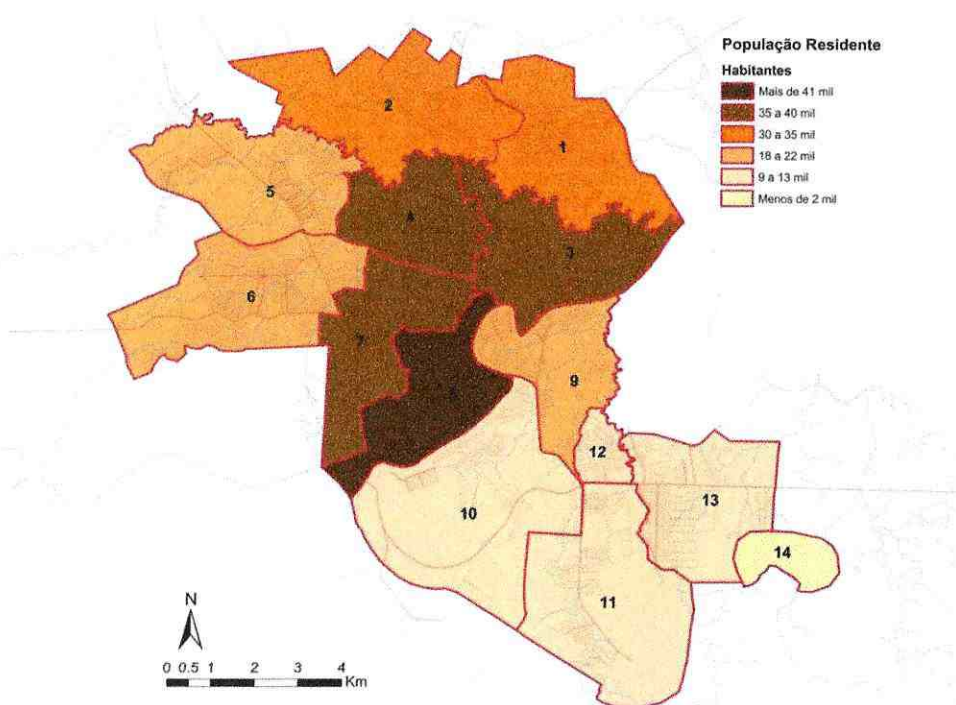 População Residente
Habitantes
Mais de 41 mil
35 a 40 mil
30 a 35 mil
18 a 22 mil
9 a 13 mil
Menos de 2 mil
2
1
5
4
3
6
7
9
12
13
10
14
11
N
0 0.5 1 2 3 4
Km